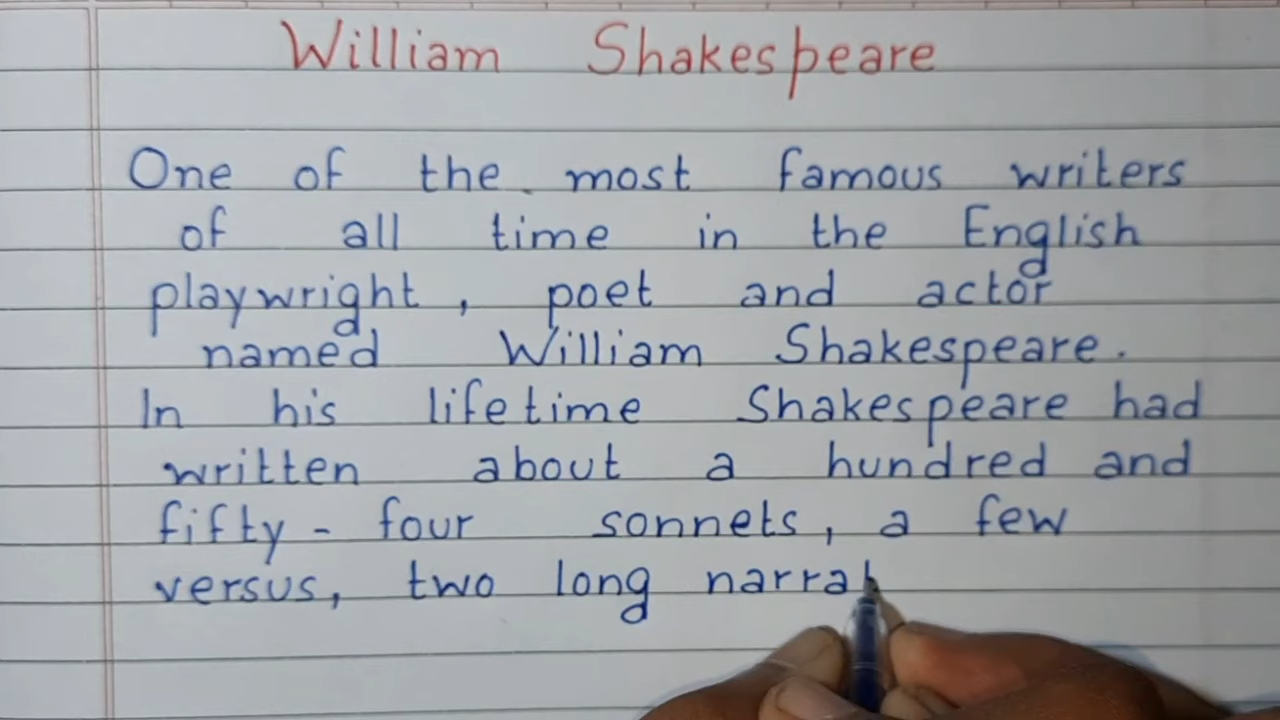 William Shakespeare
One of the most famous writers
of all time in the English
playwright, poet and actor
named William Shakespeare.
In his lifetime Shakespeare had
written about a hundred and
fifty-four sonnets, a few
versus, two long narrat